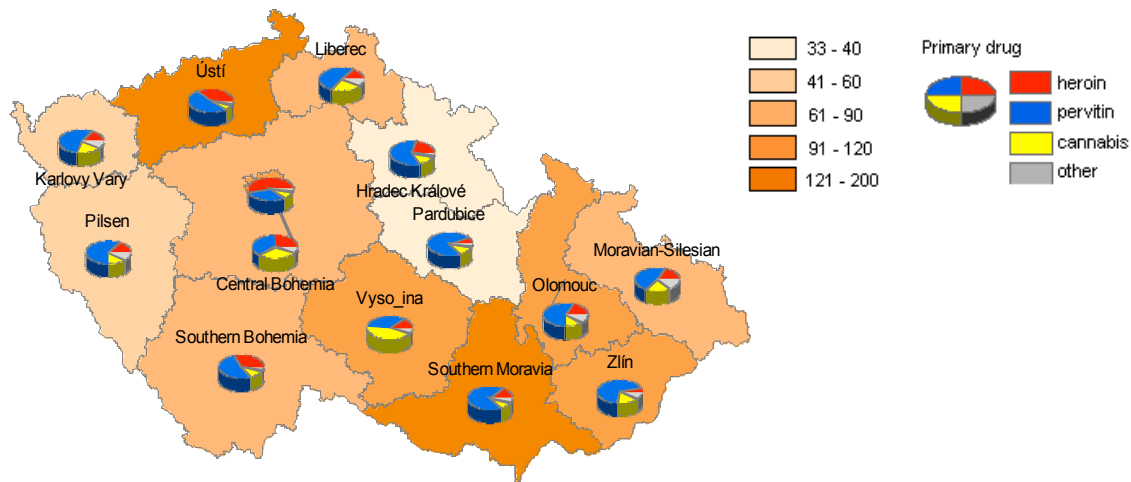 Liberec
Ústí
Karlovy Vary
Hradec Králové
Pardubice
Pilsen
Central Bohemia
Moravian-Silesian
Olomouc
Vyso_ina
Southern Bohemia
Southern Moravia
Zlín
33 - 40
41 - 60
61 - 90
91 - 120
121 - 200
Primary drug
heroin
pervitin
cannabis
other